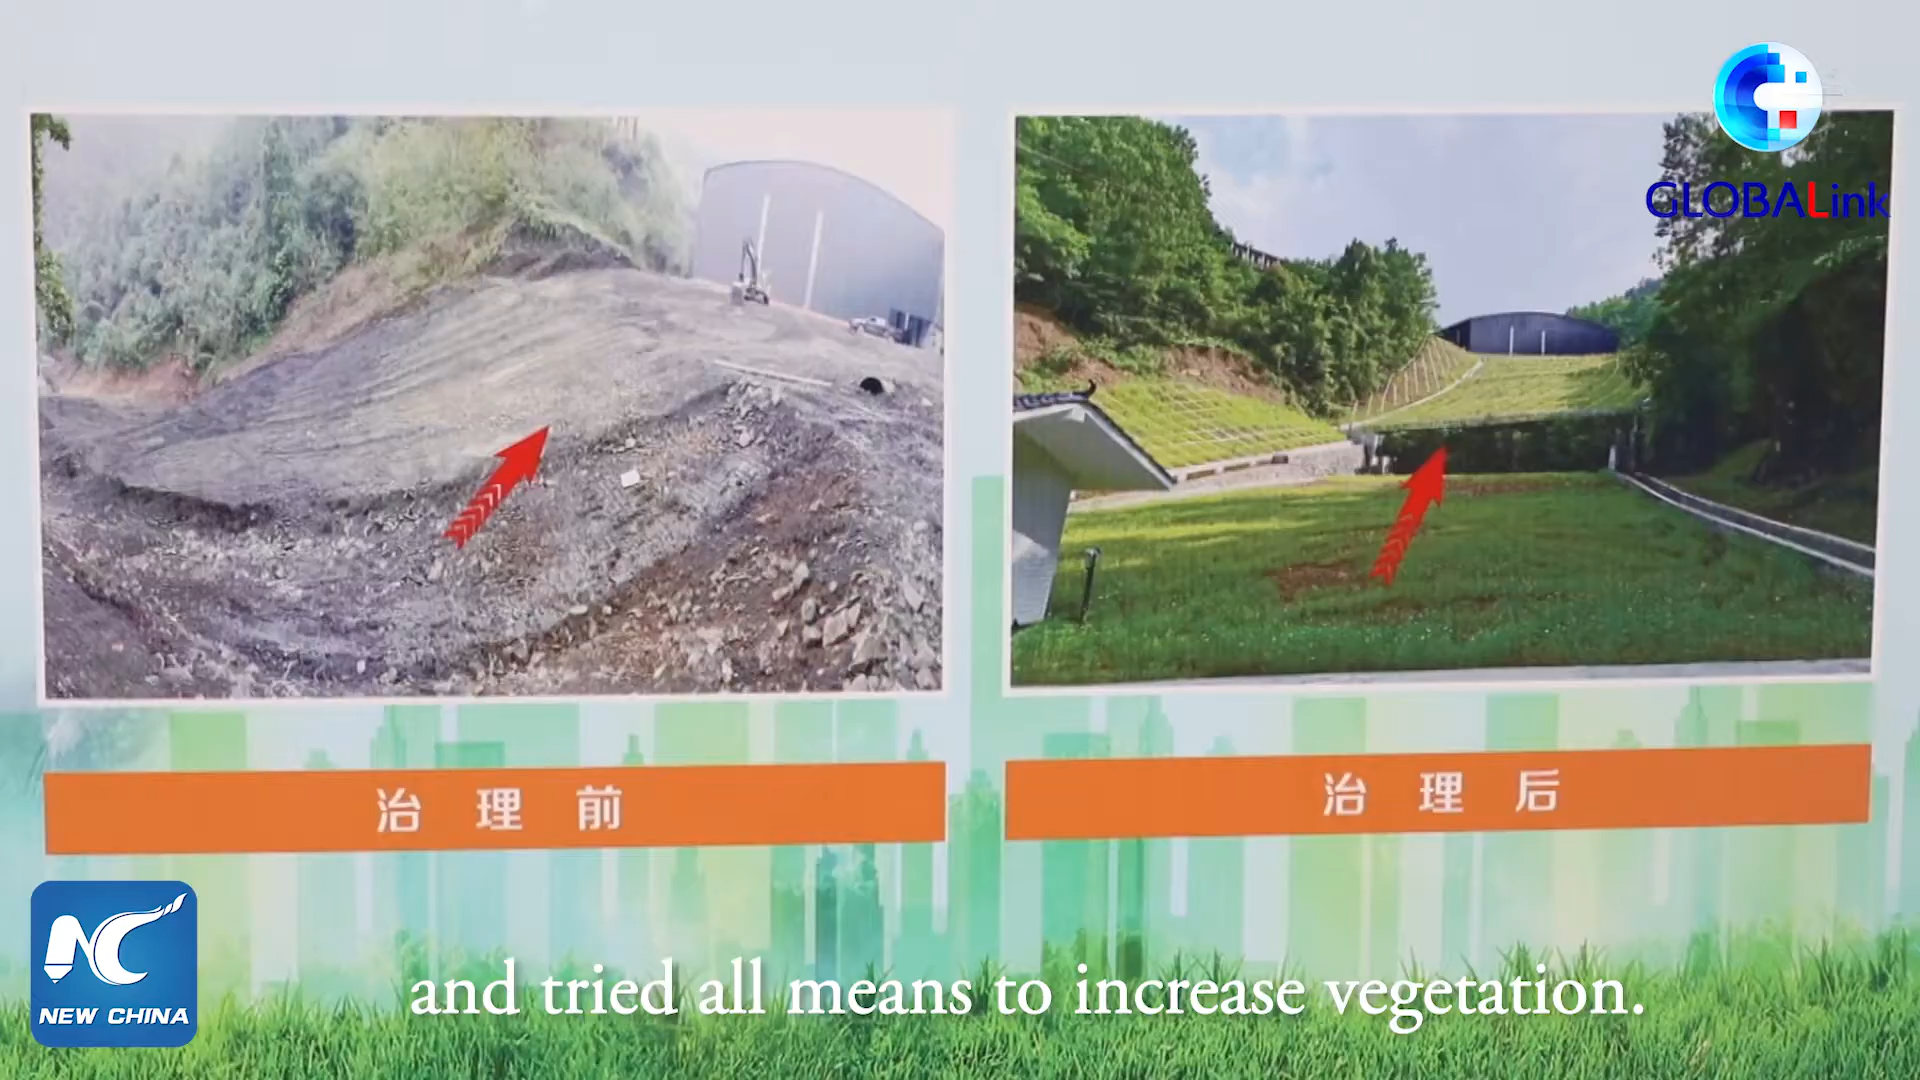 GLOBALink
治理前
治理后
NEW CHINA
and tried all means to increase vegetation.